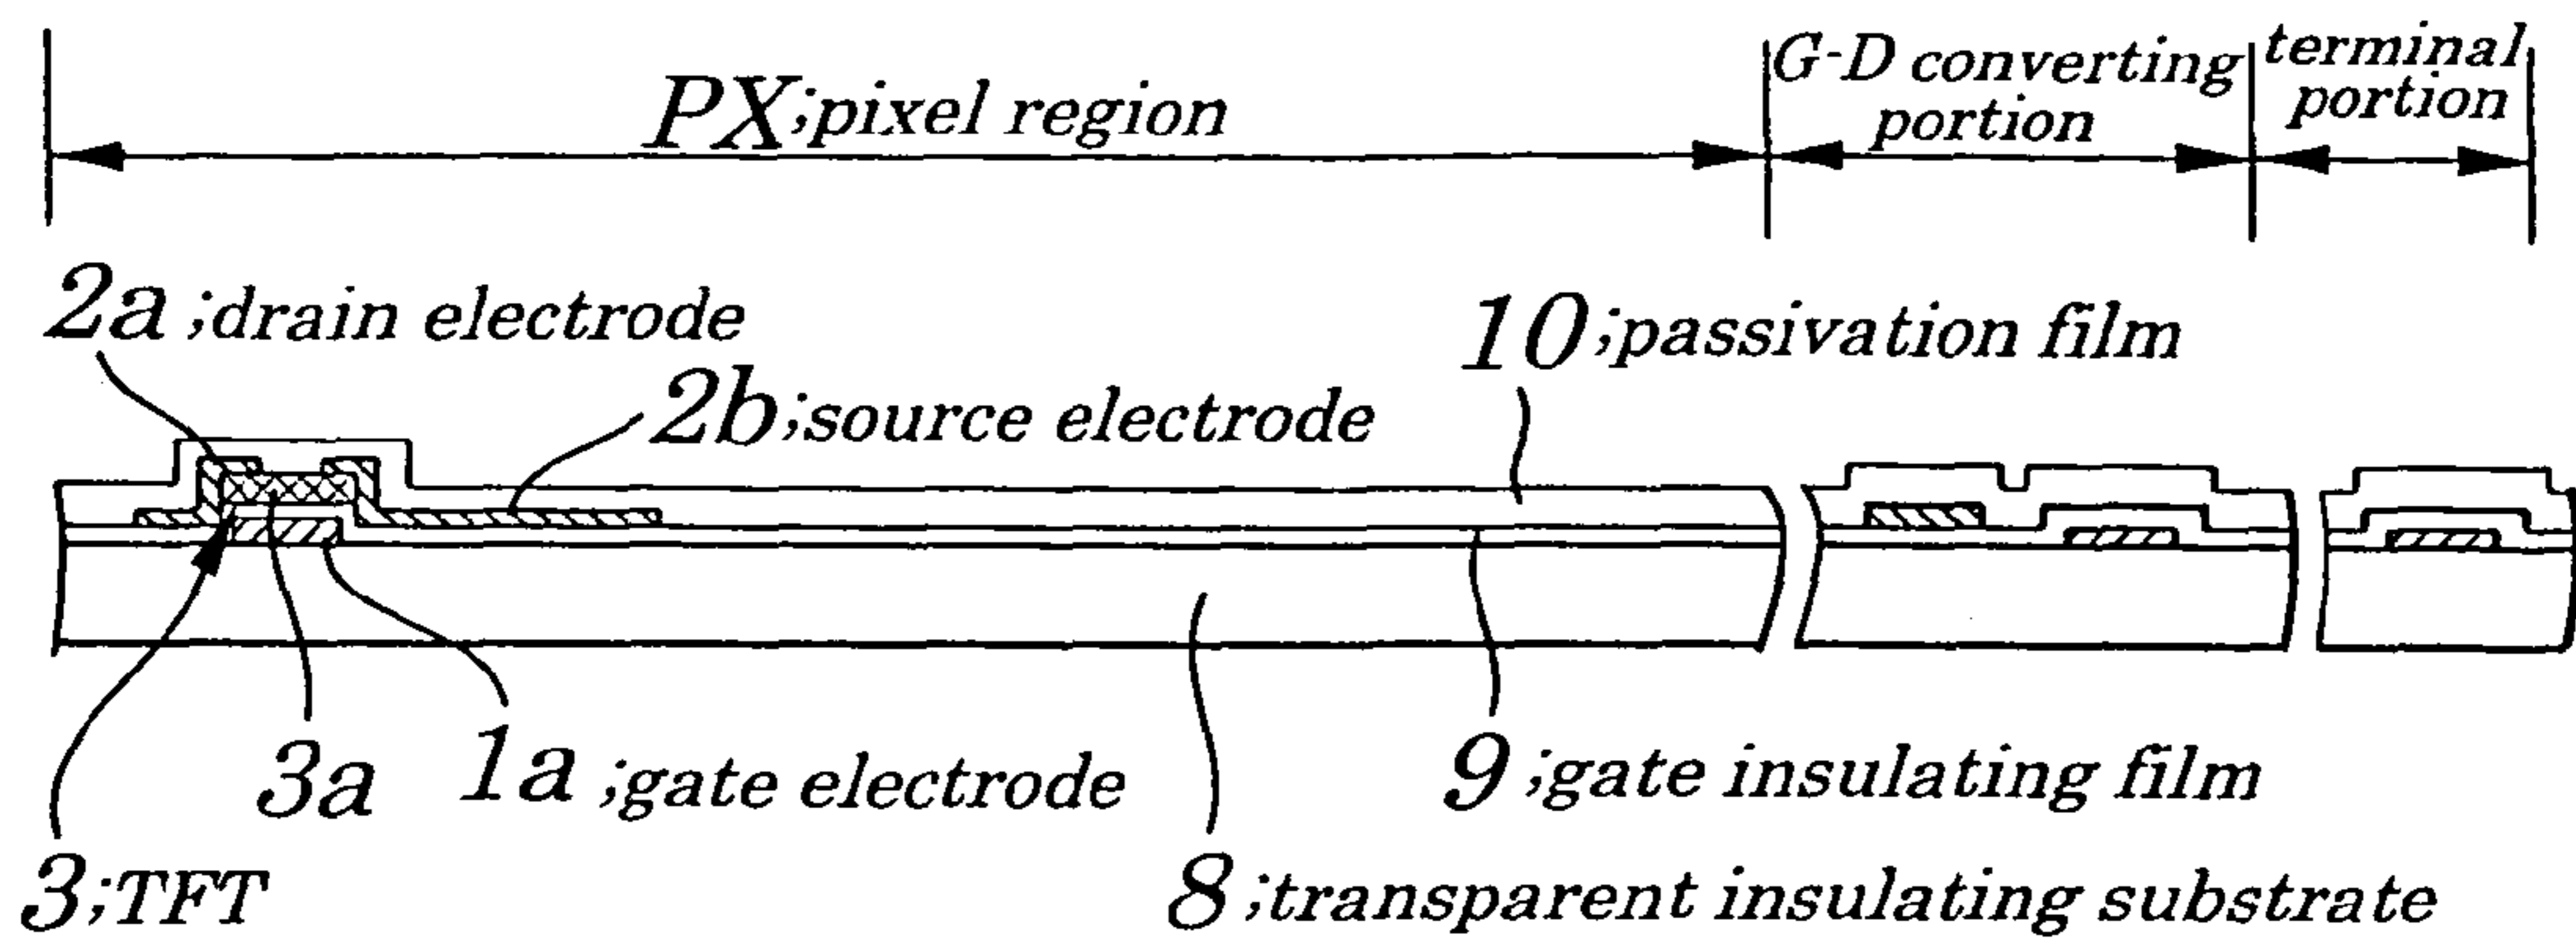 PX;pixel region
G-D converting
portion
terminal
portion
2a ;drain electrode
10;passivation film
2b;source electrode
3a
1a ;gate electrode
9 ;gate insulating film
3;TFT
8 ;transparent insulating substrate